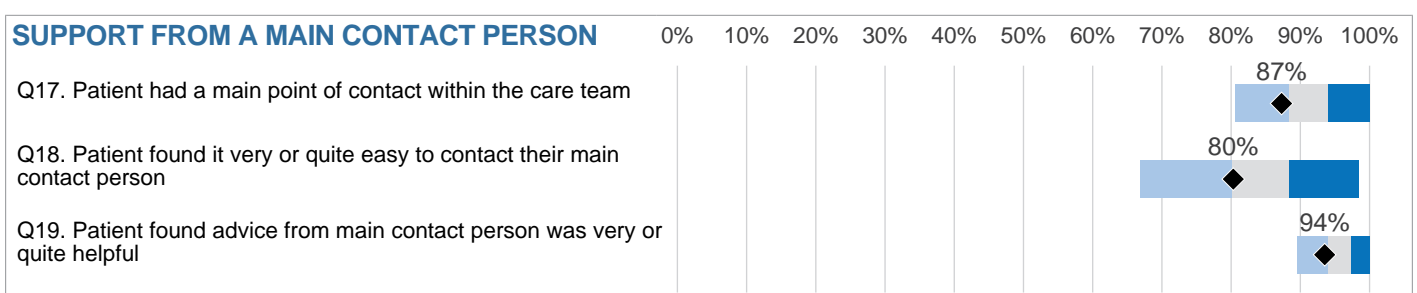 SUPPORT FROM A MAIN CONTACT PERSON 0% 10% 20% 30% 40% 50% 60% 70% 80% 90% 100%
87%
Q17. Patient had a main point of contact within the care team
80%
Q18. Patient found it very or quite easy to contact their main
contact person
94%
Q19. Patient found advice from main contact person was very or
quite helpful